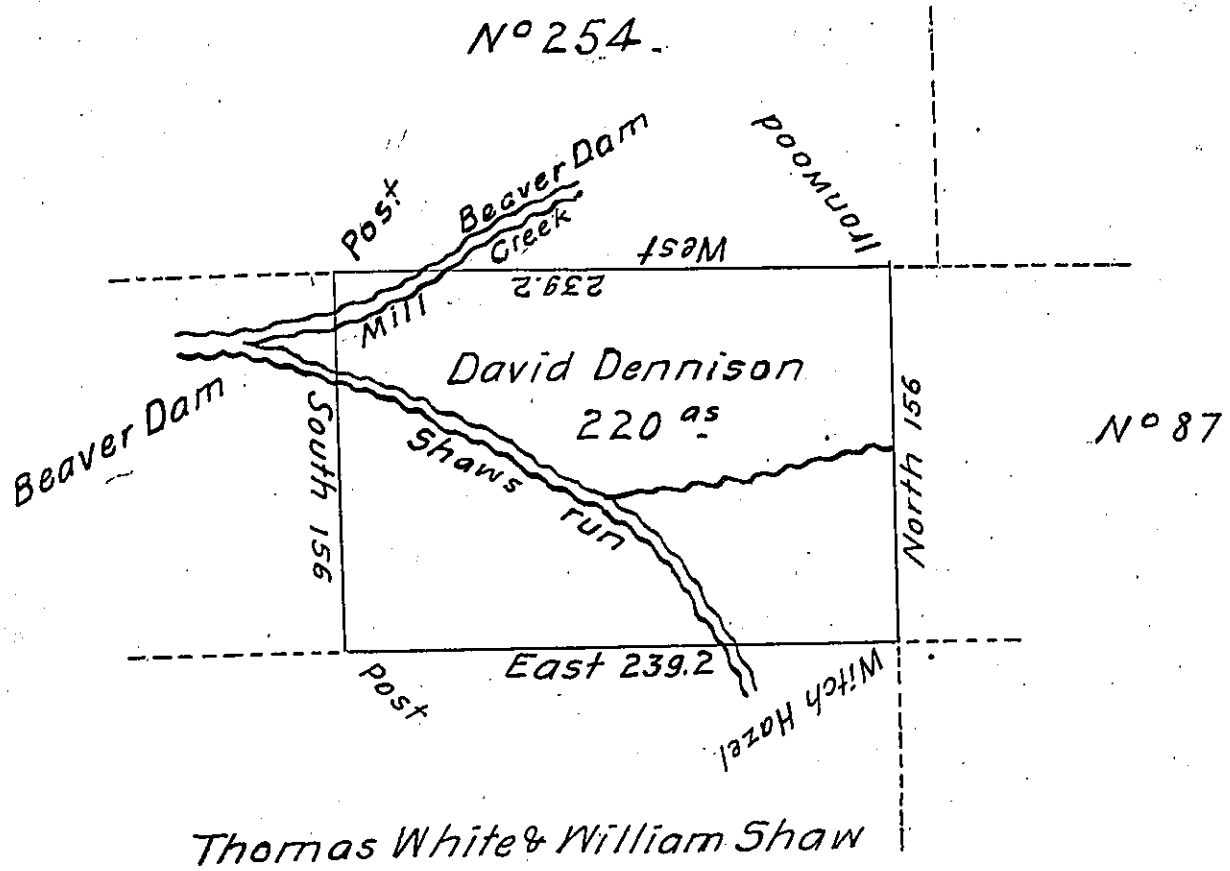 Nº 254.
Post
Beaver Dam
Creek
Mill
West
239.2
Ironwoood
Beaver Dam
David Dennison
220 as
Shaws
run
South 156
North 156
Nº 87
East 239.2
Post
Witch Hazel
Thomas White & William Shaw